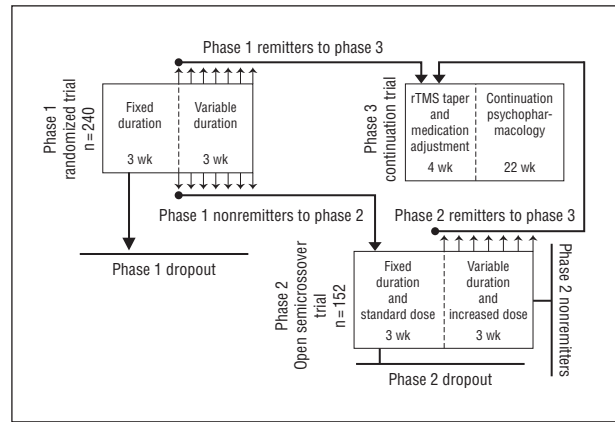 Phase 1 remitters to phase 3
Phase 1
randomized trial
n=240
Fixed
duration
3 wk
Variable
duration
3 wk
Phase 3
continuation trial
rTMS taper
and
medication
adjustment
4 wk
Continuation
psychophar-
macology
22 wk
Phase 1 nonremitters to phase 2
Phase 2 remitters to phase 3
Phase 1 dropout
Phase 2
Open semicrossover
trial
n=152
Fixed
duration
and
standard dose
3 wk
Variable
duration
and
increased dose
3 wk
Phase 2 nonremitters
Phase 2 dropout